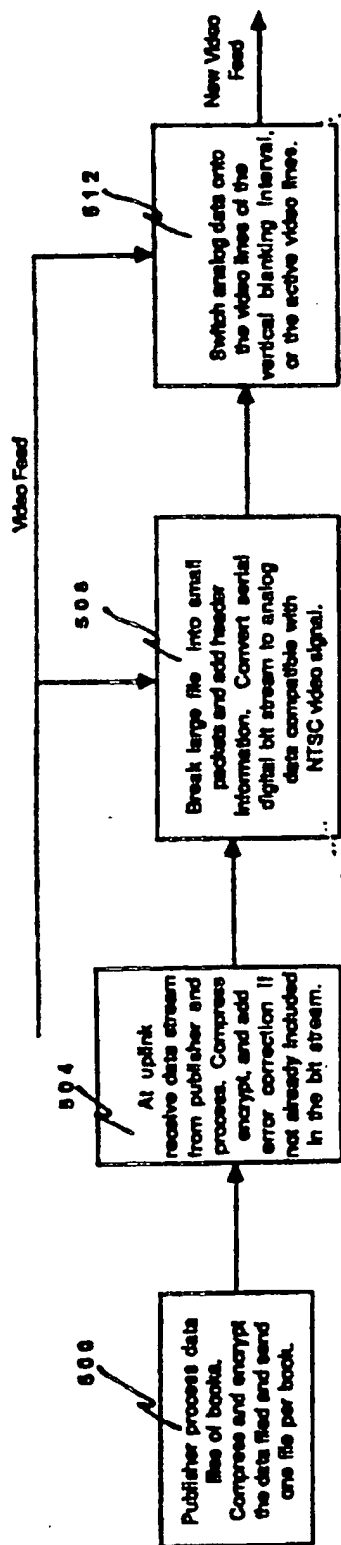 500
Publisher process data
files of books.
Compress and encrypt
the data filed and send
one file per book.
504
At uplink
receive data stream
from publisher and
process. Compress
encrypt, and add
error correction if
not already included
in the bit stream.
Video Feed
508
Break large file into small
packets and add header
information. Convert serial
digital bit stream to analog
data compatible with
NTSC video signal.
512
Switch analog data onto
the video lines of the
vertical blanking interval,
or the active video lines.
New Video
Feed